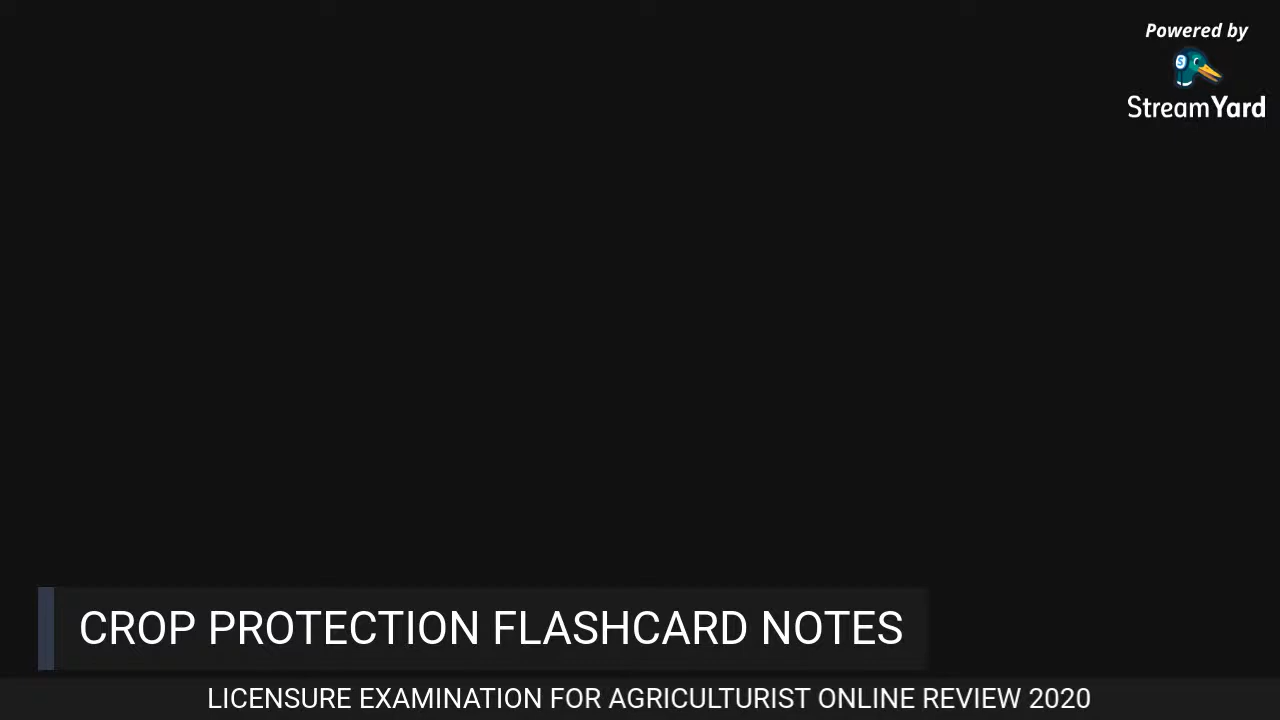 Powered by
StreamYard
CROP PROTECTION FLASHCARD NOTES
LICENSURE EXAMINATION FOR AGRICULTURIST ONLINE REVIEW 2020